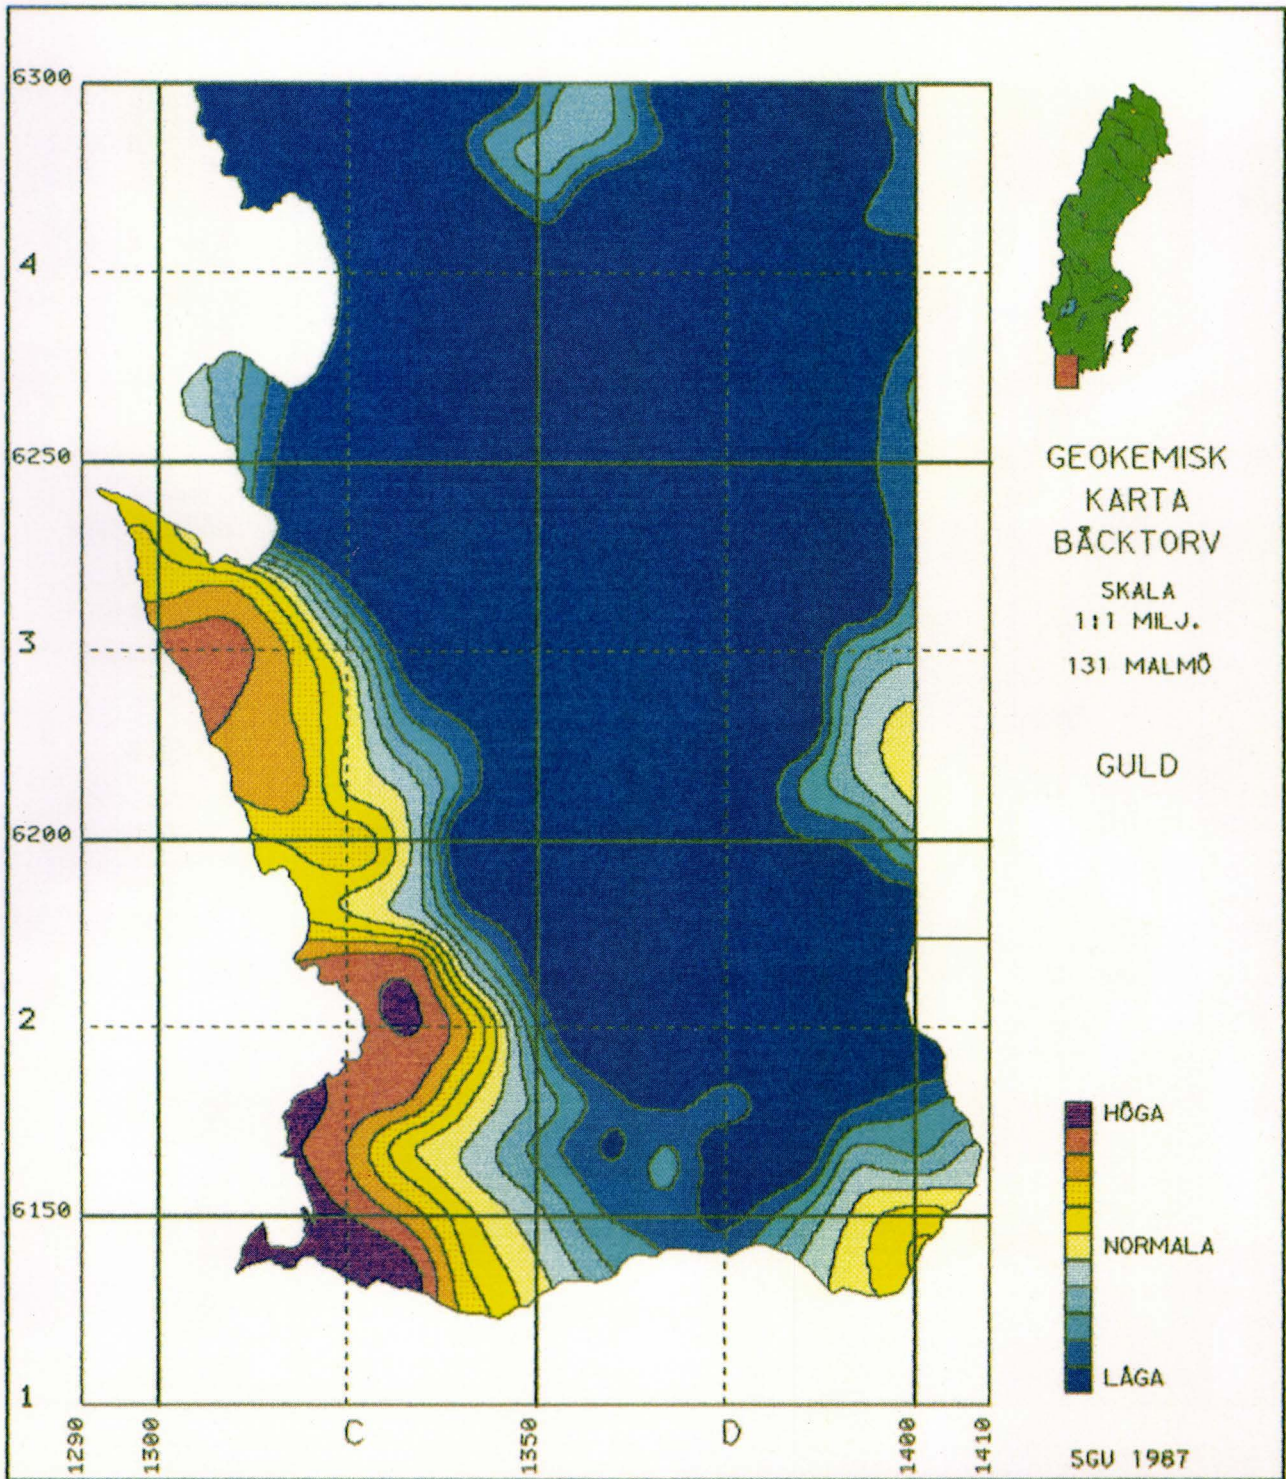 6300
4
6250
3
6200
2
6150
1
1290
1300
C
1350
D
1400
1410
GEOKEMISK
KARTA
BÄCKTORV
SKALA
1:1 MILJ.
131 MALMÖ
GULD
HÖGA
NORMALA
LÅGA
SGU 1987